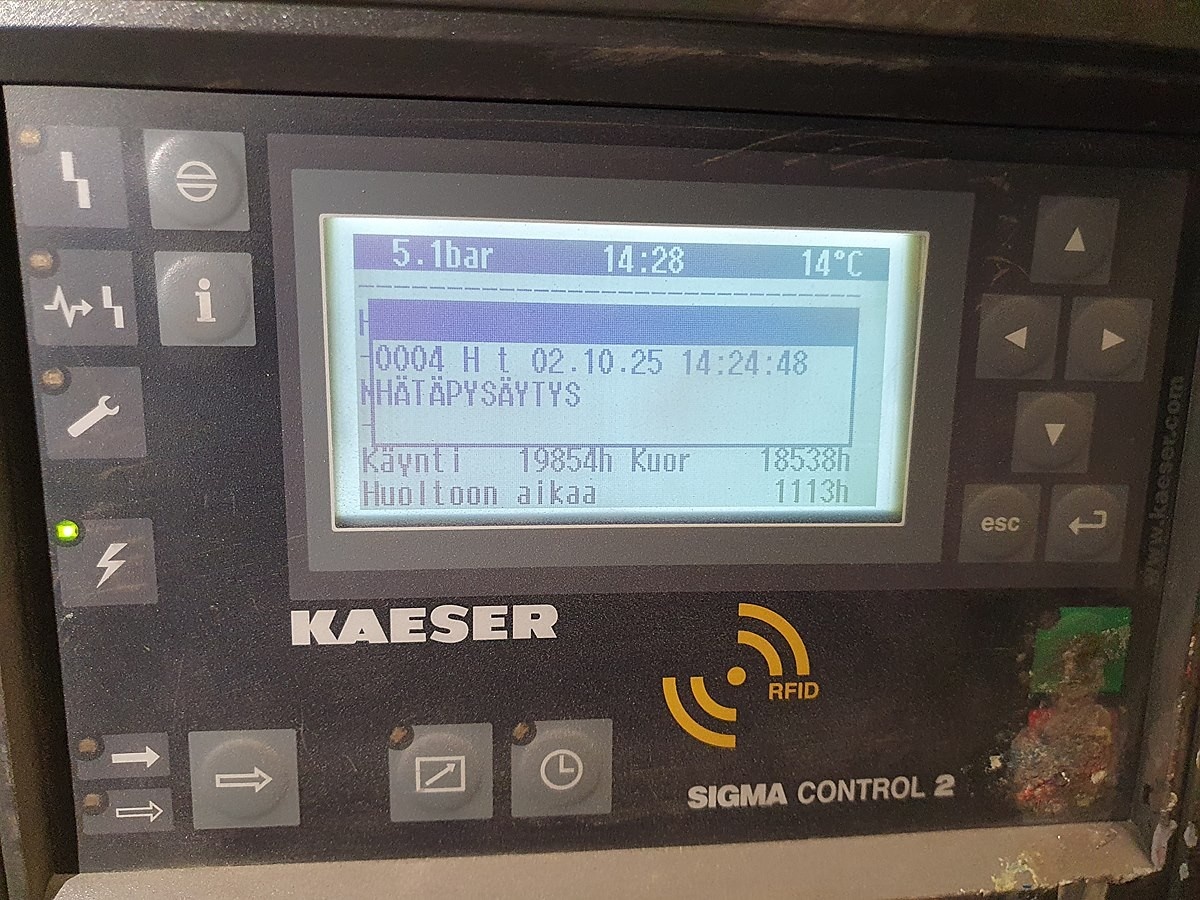 5.1bar 14:28 14°C
0004 H t 02.10.25 14:24:48
HÄTÄPYSÄYTYS
Käynti 19854h Kuor 18538h
Huoltoon aikaa 1113h
i
esc
www.kaeser.com
KAESER
RFID
SIGMA CONTROL 2